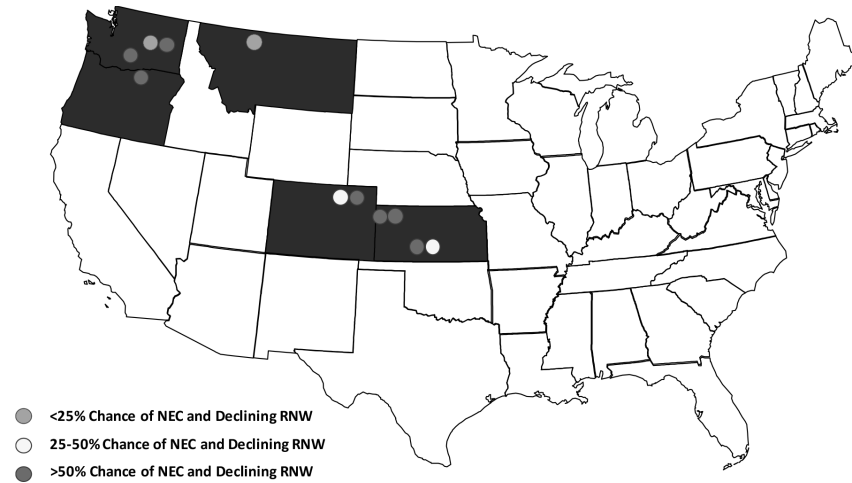 <25% Chance of NEC and Declining RNW
25-50% Chance of NEC and Declining RNW
>50% Chance of NEC and Declining RNW